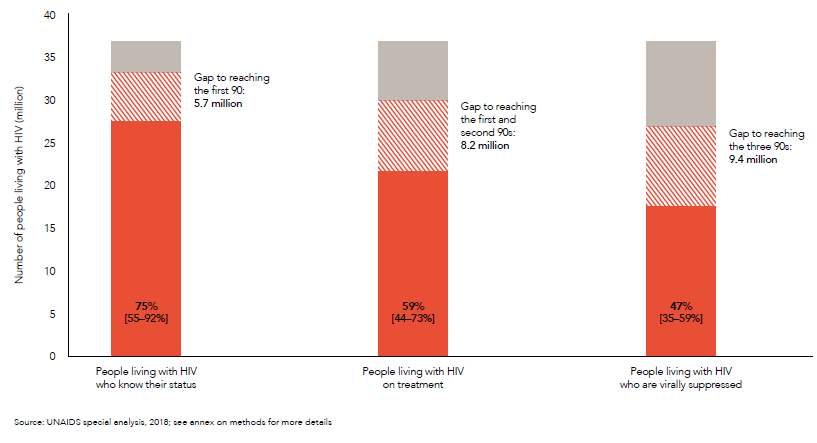 Number of people living with HIV (million)
40
35
30
25
20
15
10
5
0
Gap to reaching
the first 90:
5.7 million
75%
[55–92%]
People living with HIV
who know their status
Gap to reaching
the first and
second 90s:
8.2 million
59%
[44–73%]
People living with HIV
on treatment
Gap to reaching
the three 90s:
9.4 million
47%
[35–59%]
People living with HIV
who are virally suppressed
Source: UNAIDS special analysis, 2018; see annex on methods for more details